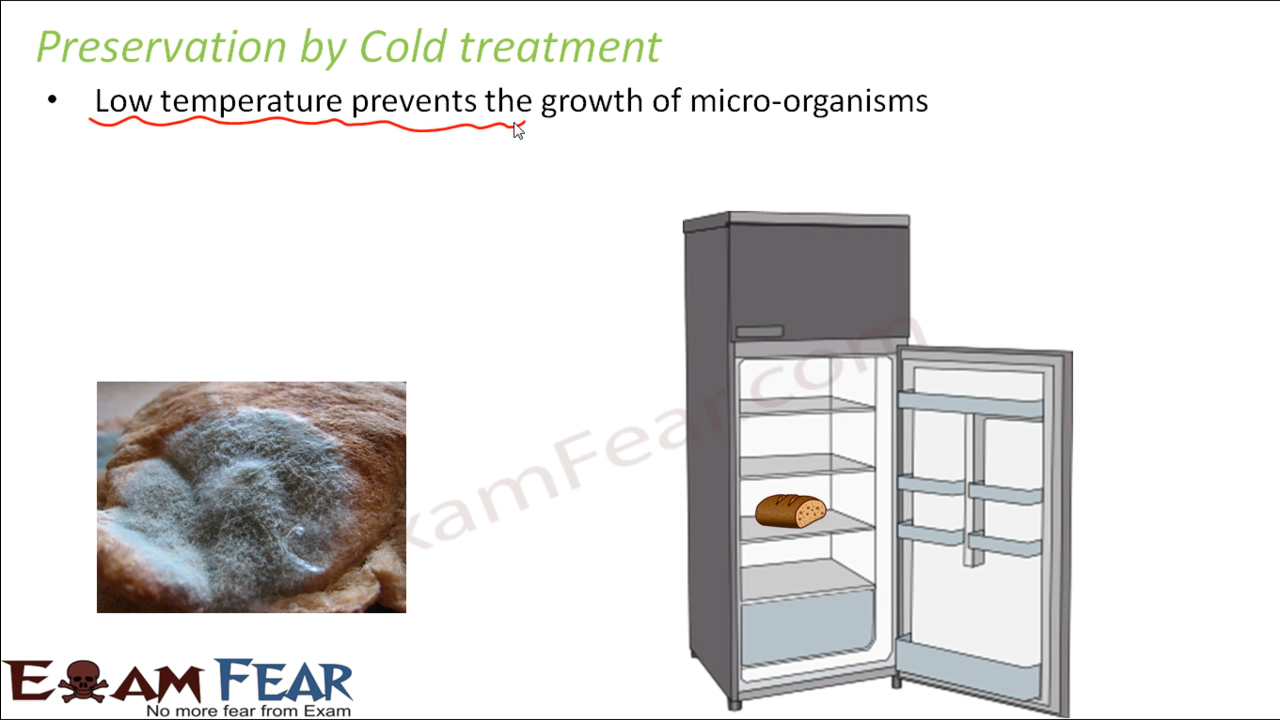 Preservation by Cold treatment
• Low temperature prevents the growth of micro-organisms
examFear.com
EXAM FEAR
No more fear from Exam